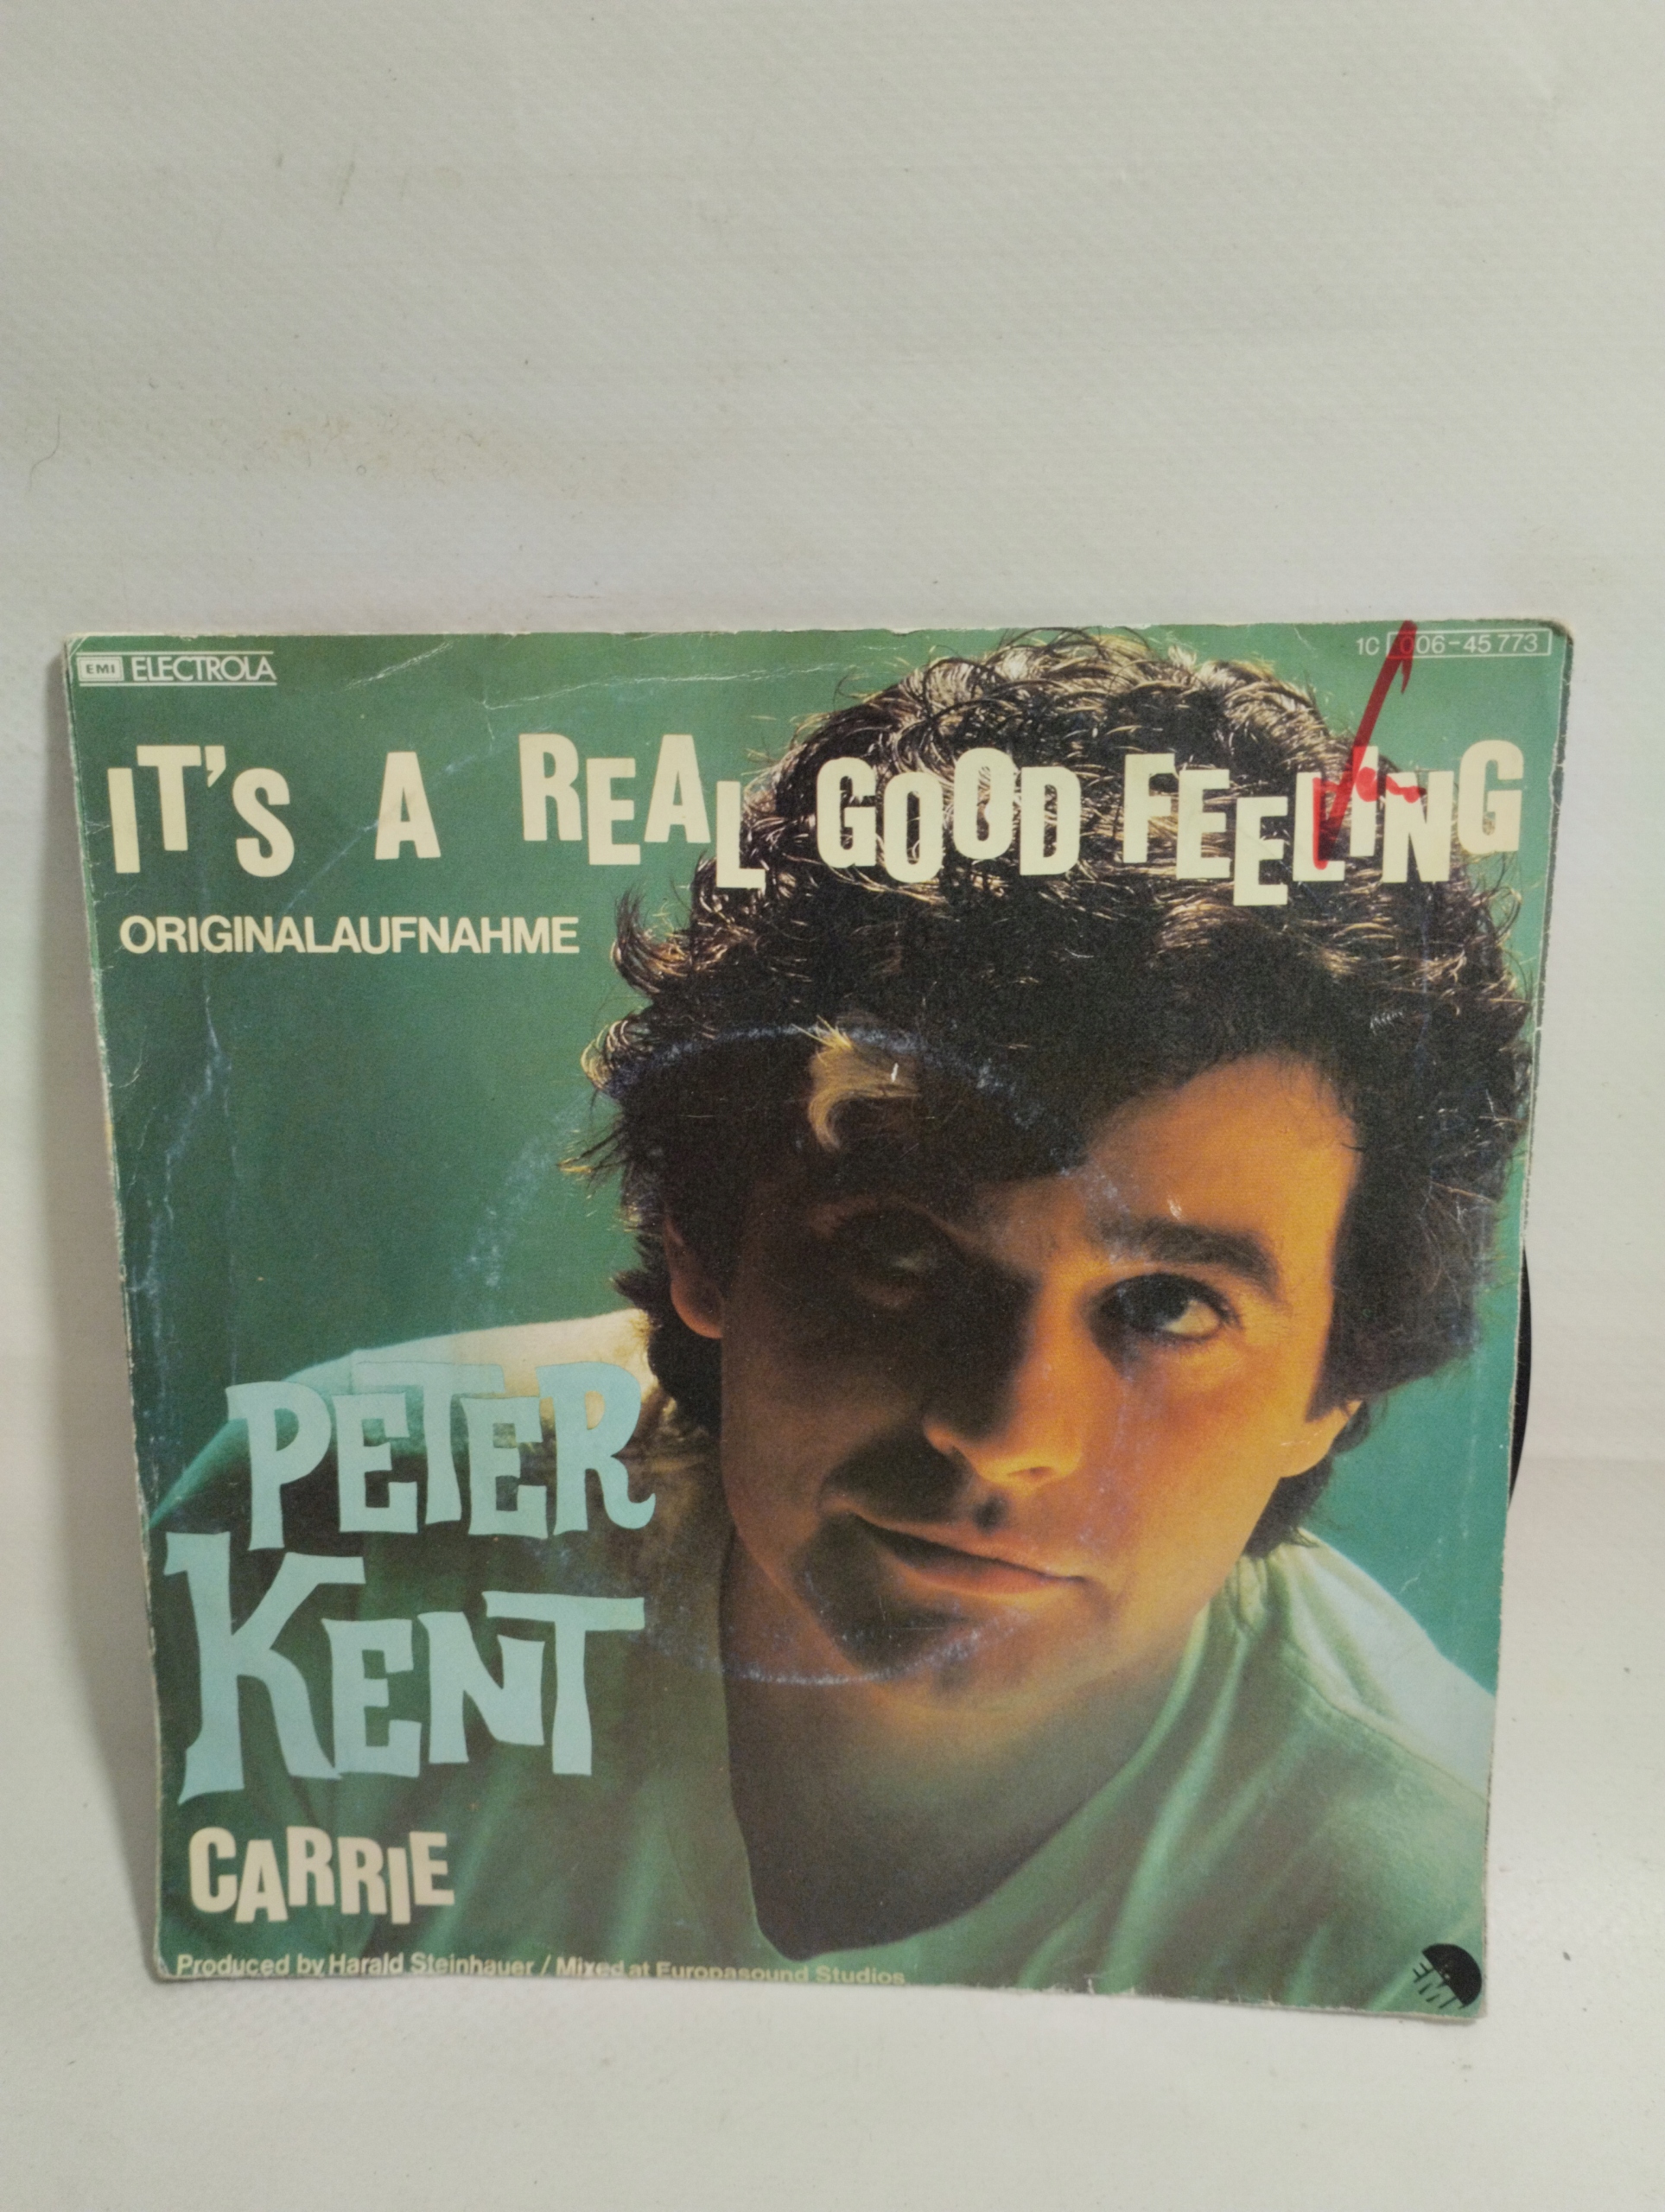 EMI ELECTROLA
1C 006-45 773
IT'S A REAL GOOD FEELING
ORIGINALAUFNAHME
PETER
KENT
CARRIE
Produced by Harald Steinhauer / Mixed at Europasound Studios
EMI